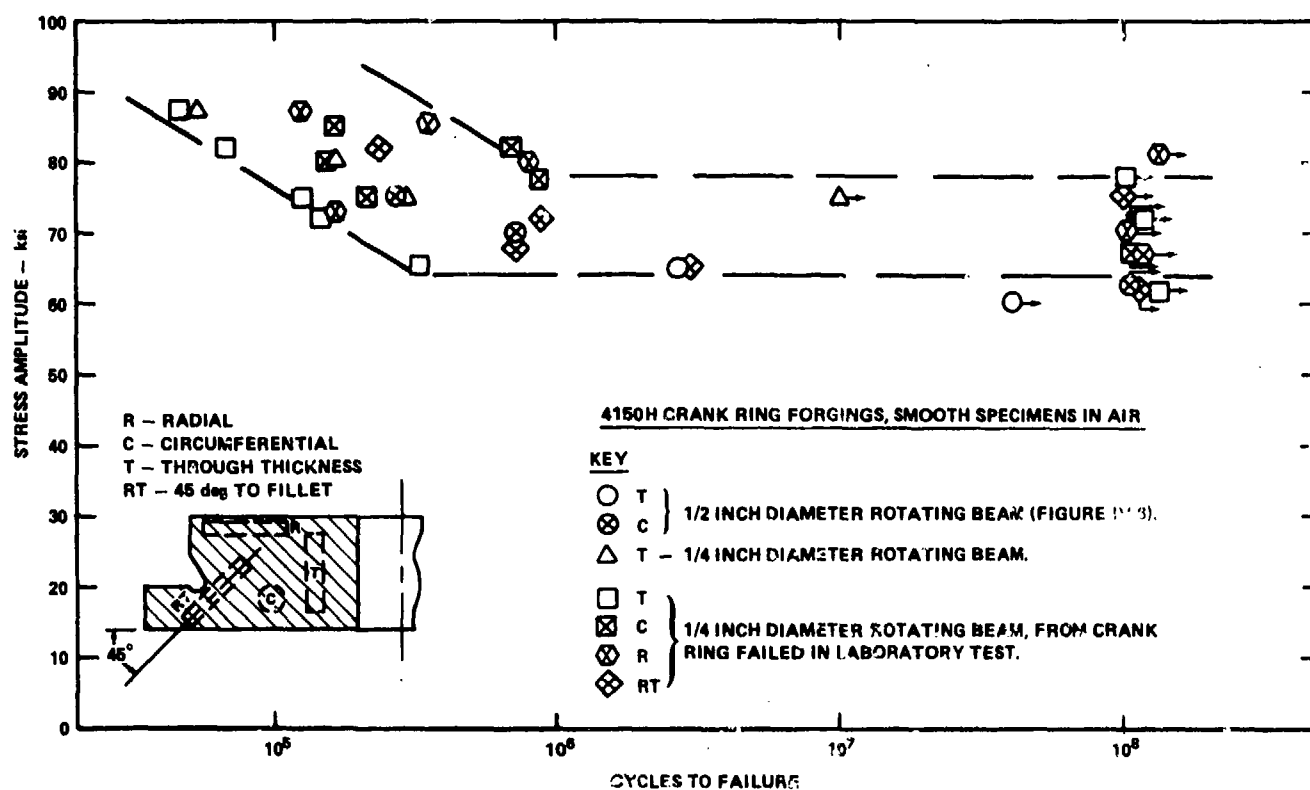 100
90
80
70
60
50
40
30
20
10
0
STRESS AMPLITUDE – ksi
R – RADIAL
C – CIRCUMFERENTIAL
T – THROUGH THICKNESS
RT – 45 deg TO FILLET
R
T
C
45°
4150H CRANK RING FORGINGS, SMOOTH SPECIMENS IN AIR
KEY
T
C
1/2 INCH DIAMETER ROTATING BEAM (FIGURE
T – 1/4 INCH DIAMETER ROTATING BEAM.
T
C
R
RT
1/4 INCH DIAMETER ROTATING BEAM, FROM CRANK
RING FAILED IN LABORATORY TEST.
10⁵
10⁶
10⁷
10⁸
CYCLES TO FAILURE